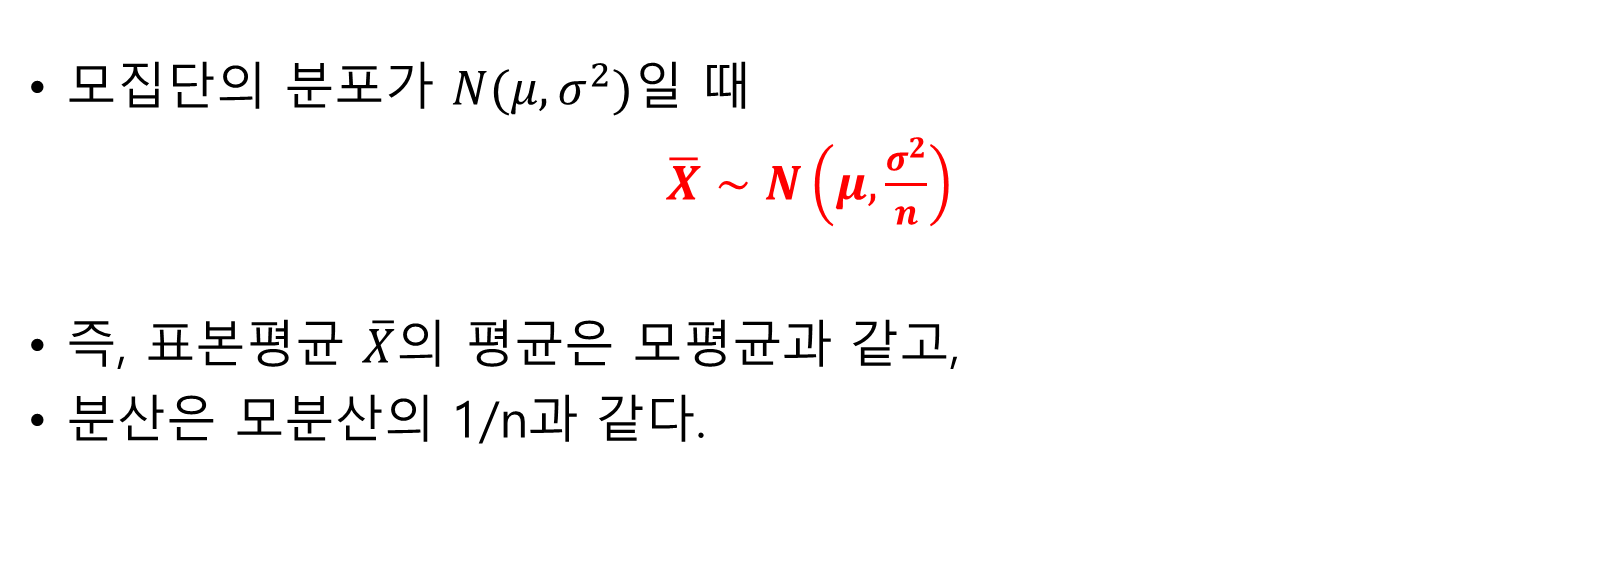 • 모집단의 분포가 N(μ, σ²)일 때
X̄ ~ N(μ, σ²/n)
• 즉, 표본평균 X̄의 평균은 모평균과 같고,
• 분산은 모분산의 1/n과 같다.